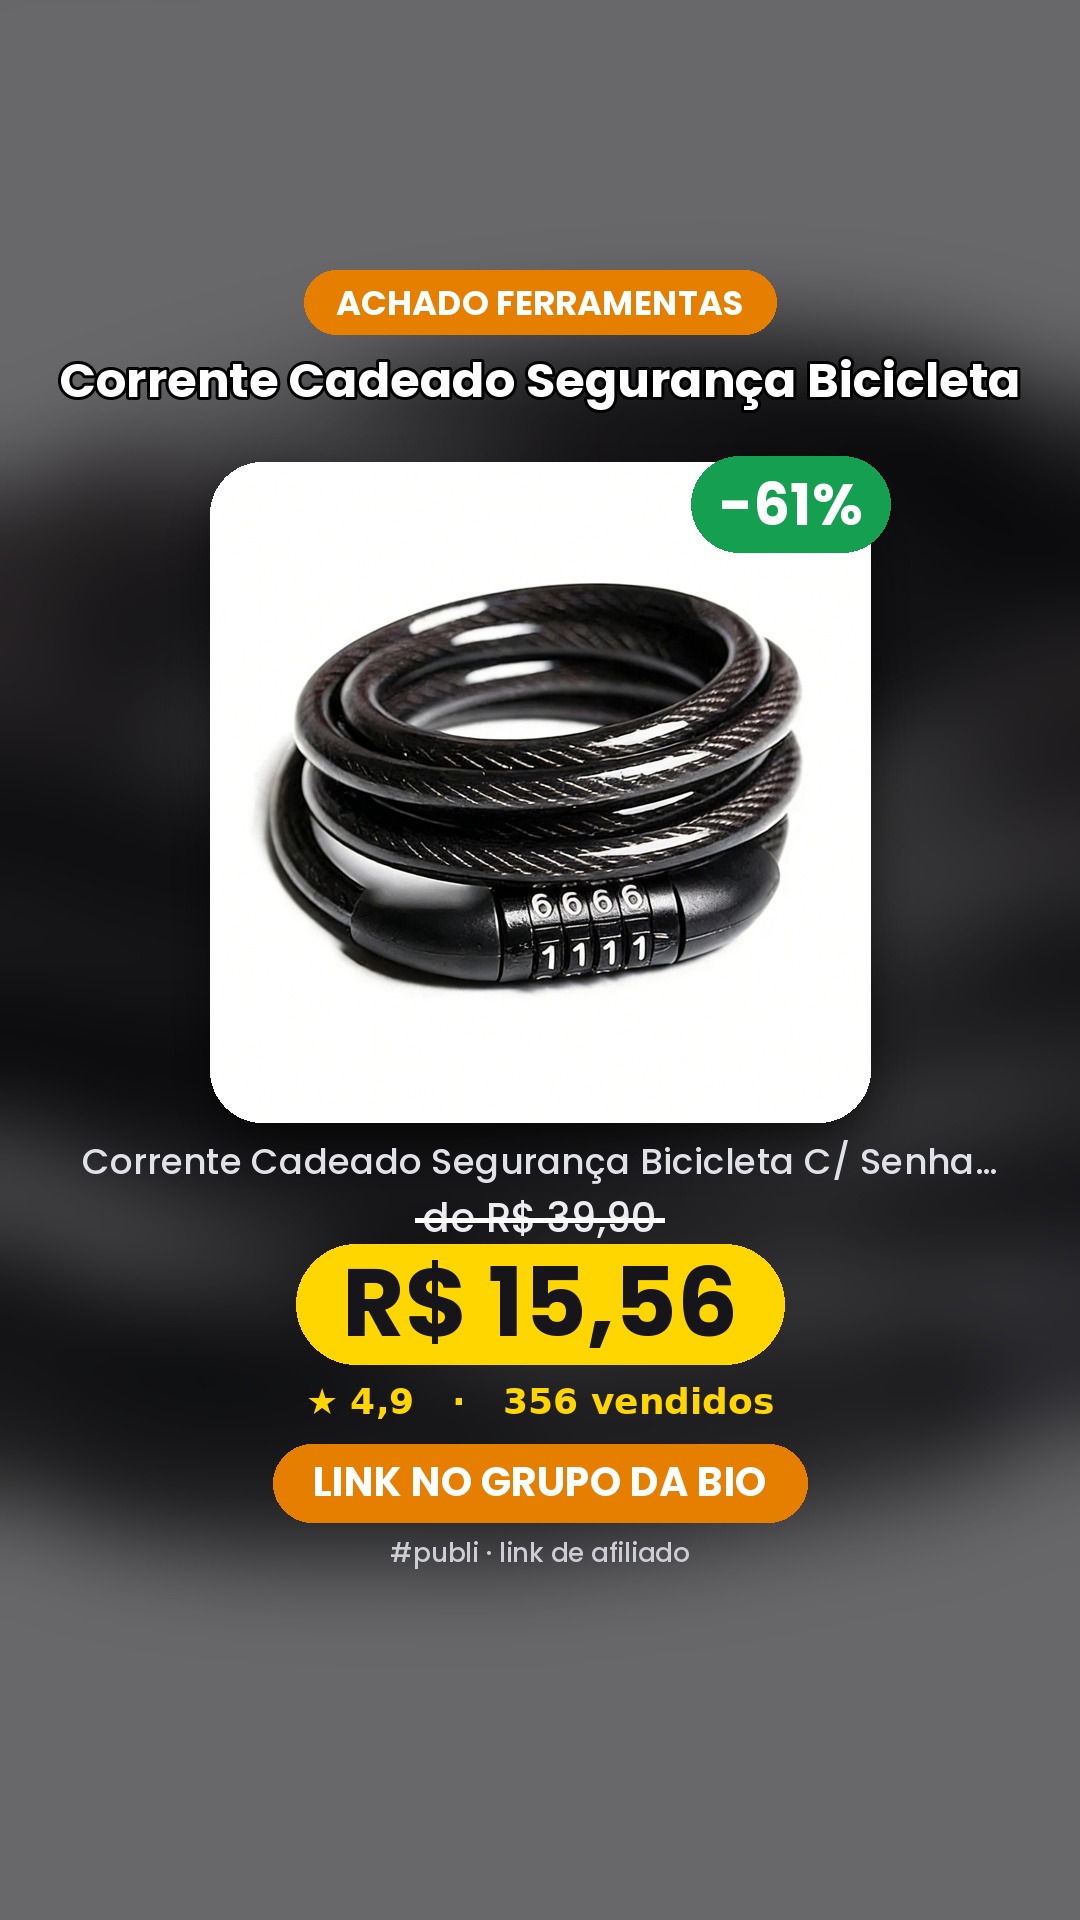 ACHADO FERRAMENTAS
Corrente Cadeado Segurança Bicicleta
-61%
6666
1111
Corrente Cadeado Segurança Bicicleta C/ Senha...
de R$ 39,90
R$ 15,56
★ 4,9 · 356 vendidos
LINK NO GRUPO DA BIO
#publi · link de afiliado